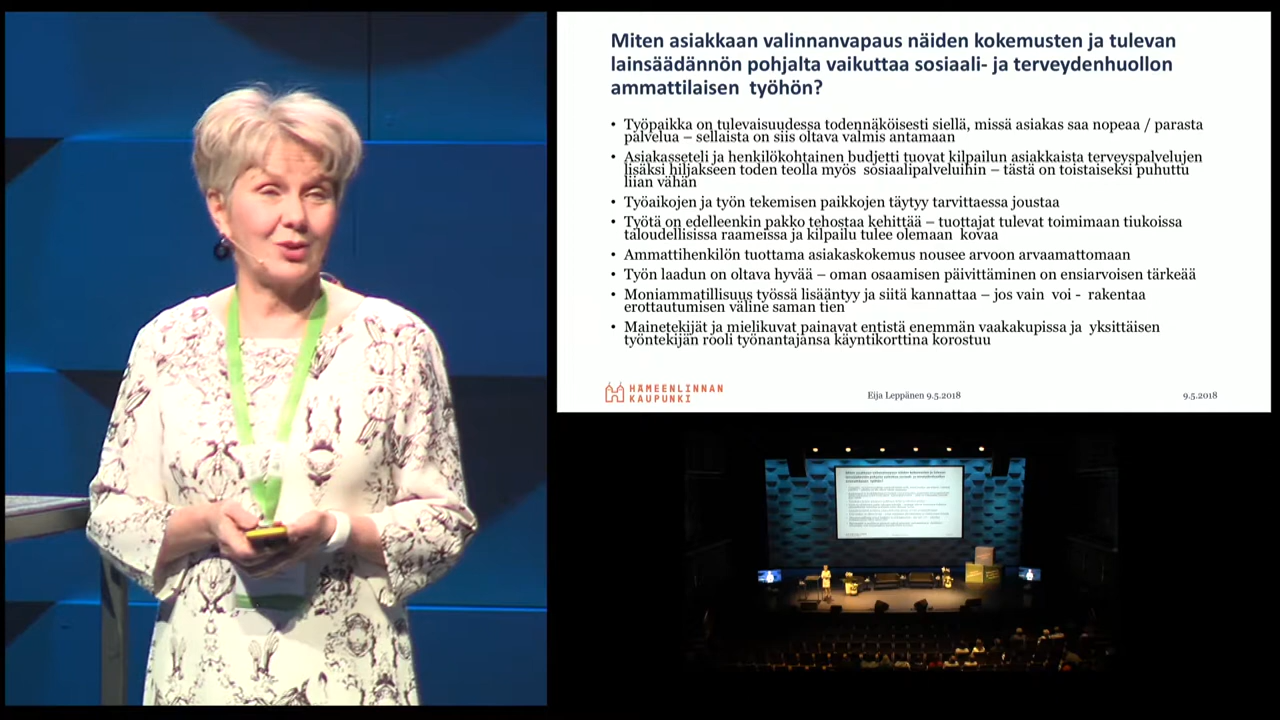 Miten asiakkaan valinnanvapaus näiden kokemusten ja tulevan
lainsäädännön pohjalta vaikuttaa sosiaali- ja terveydenhuollon
ammattilaisen työhön?
• Työpaikka on tulevaisuudessa todennäköisesti siellä, missä asiakas saa nopeaa / parasta
palvelua – sellaista on siis oltava valmis antamaan
• Asiakasseteli ja henkilökohtainen budjetti tuovat kilpailun asiakkaista terveyspalvelujen
lisäksi hiljakseen toden teolla myös sosiaalipalveluihin – tästä on toistaiseksi puhuttu
liian vähän
• Työaikojen ja työn tekemisen paikkojen täytyy tarvittaessa joustaa
• Työtä on edelleenkin pakko tehostaa kehittää – tuottajat tulevat toimimaan tiukoissa
taloudellisissa raameissa ja kilpailu tulee olemaan kovaa
• Ammattihenkilön tuottama asiakaskokemus nousee arvoon arvaamattomaan
• Työn laadun on oltava hyvää – oman osaamisen päivittäminen on ensiarvoisen tärkeää
• Moniammatillisuus työssä lisääntyy ja siitä kannattaa – jos vain voi - rakentaa
erottautumisen väline saman tien
• Mainetekijät ja mielikuvat painavat entistä enemmän vaakakupissa ja yksittäisen
työntekijän rooli työnantajansa käyntikorttina korostuu
HÄMEENLINNAN
KAUPUNKI
Eija Leppänen 9.5.2018
9.5.2018